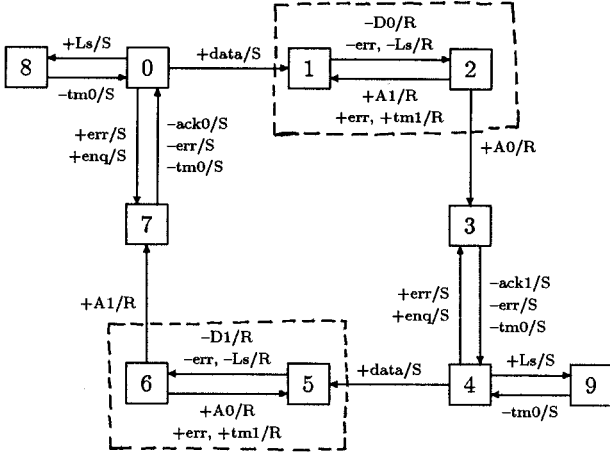 −D0/R
+Ls/S
+data/S
−err, −Ls/R
8
0
1
2
−tm0/S
+A1/R
+err, +tm1/R
+err/S
+enq/S
−ack0/S
−err/S
−tm0/S
+A0/R
7
3
+A1/R
+err/S
+enq/S
−ack1/S
−err/S
−tm0/S
−D1/R
−err, −Ls/R
+data/S
+Ls/S
6
5
4
9
+A0/R
+err, +tm1/R
−tm0/S